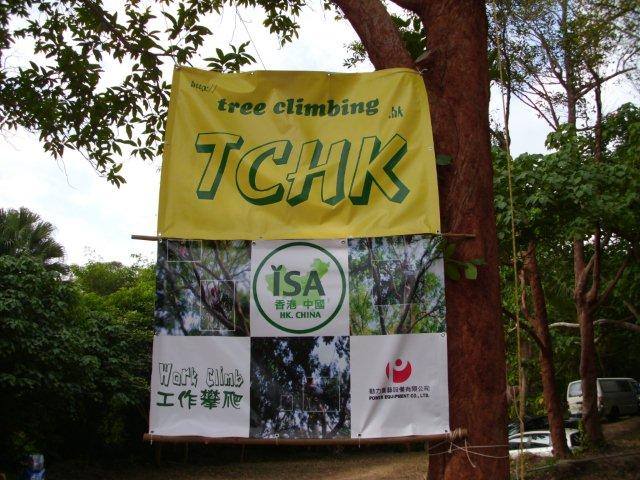 http://
tree climbing
.hk
TCHK
ISA
香港 中國
HK. CHINA
Work Climb
工作攀爬
動力園藝設備有限公司
POWER EQUIPMENT CO., LTD.